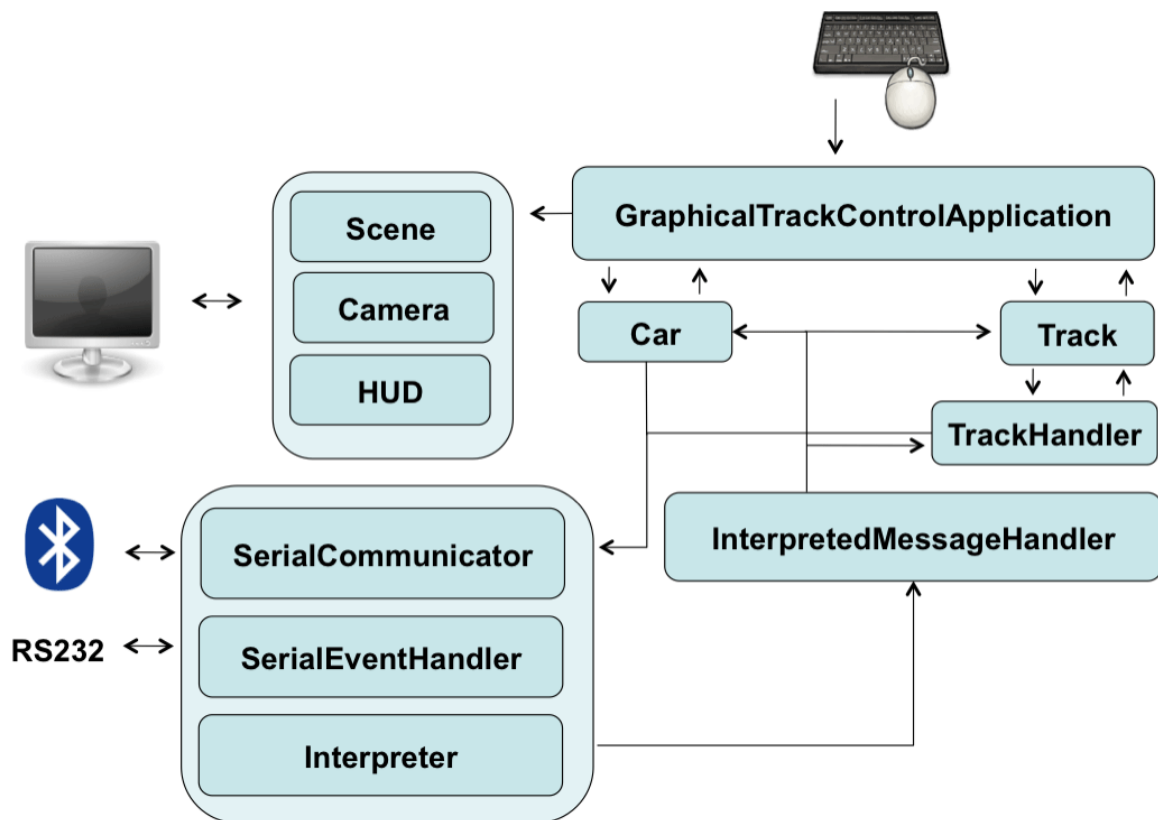 GraphicalTrackControlApplication
Scene
Camera
HUD
Car
Track
TrackHandler
InterpretedMessageHandler
SerialCommunicator
SerialEventHandler
Interpreter
RS232